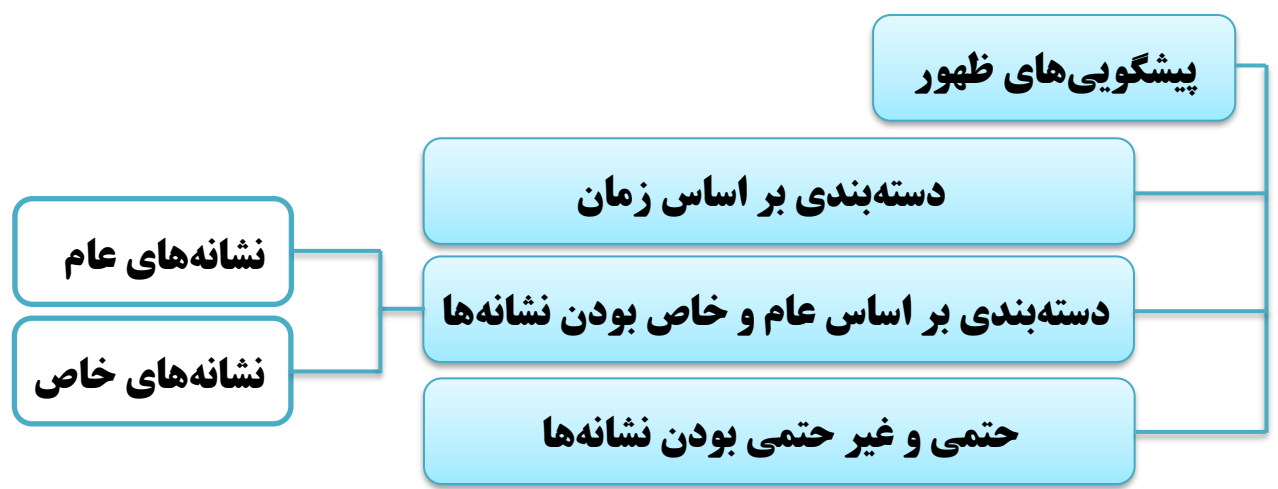 پیشگویی‌های ظهور
دسته‌بندی بر اساس زمان
دسته‌بندی بر اساس عام و خاص بودن نشانه‌ها
نشانه‌های عام
نشانه‌های خاص
حتمی و غیر حتمی بودن نشانه‌ها